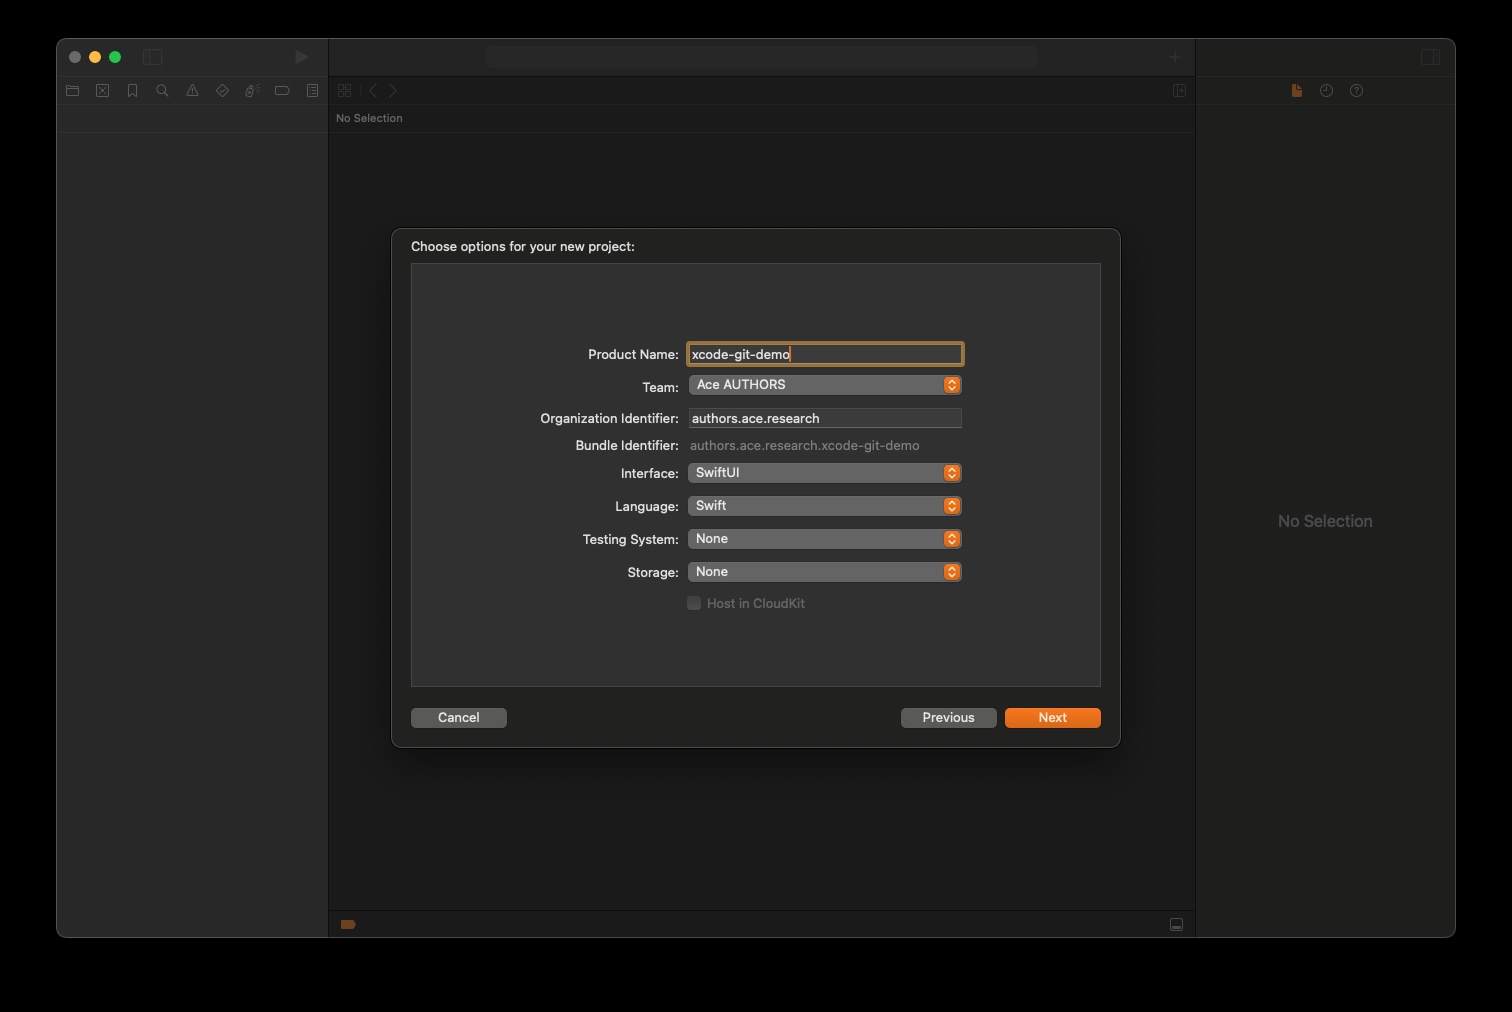 No Selection
Choose options for your new project:
Product Name: xcode-git-demo
Team: Ace AUTHORS
Organization Identifier: authors.ace.research
Bundle Identifier: authors.ace.research.xcode-git-demo
Interface: SwiftUI
Language: Swift
Testing System: None
Storage: None
Host in CloudKit
Cancel Previous Next
No Selection